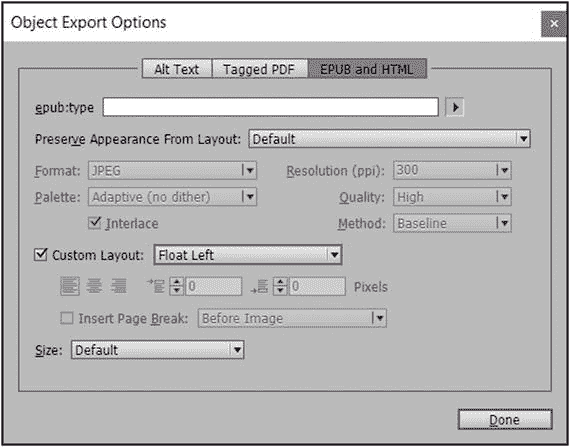 Object Export Options
Alt Text Tagged PDF EPUB and HTML
epub:type
Preserve Appearance From Layout: Default
Format: JPEG Resolution (ppi): 300
Palette: Adaptive (no dither) Quality: High
Interlace Method: Baseline
Custom Layout: Float Left
0 0 Pixels
Insert Page Break: Before Image
Size: Default
Done